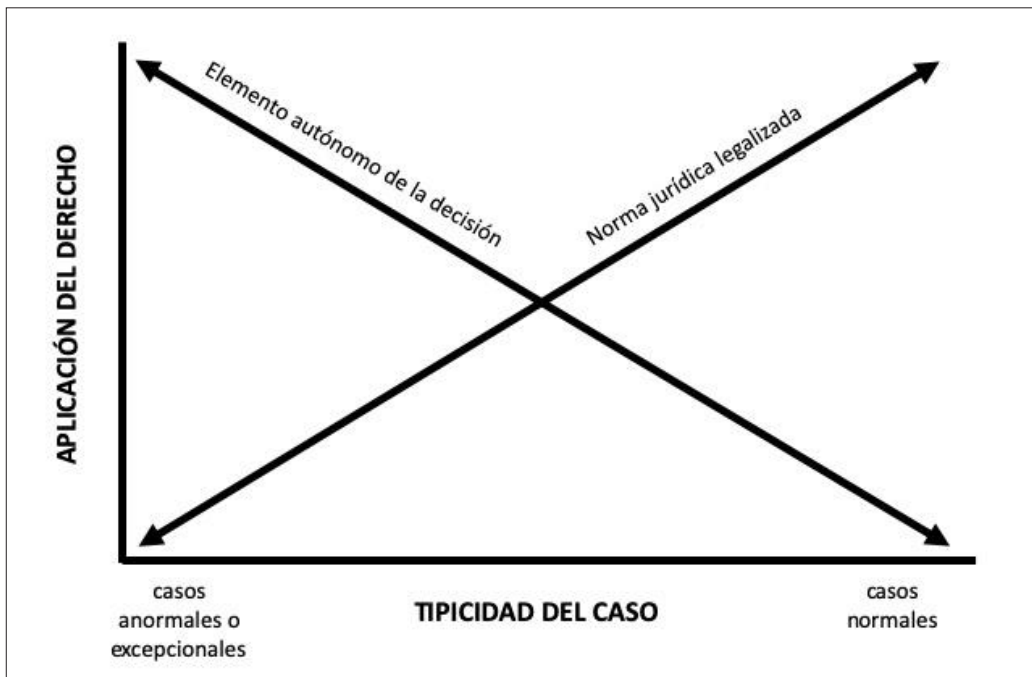 Elemento autónomo de la decisión
Norma jurídica legalizada
APLICACIÓN DEL DERECHO
casos
anormales o
excepcionales
TIPICIDAD DEL CASO
casos
normales